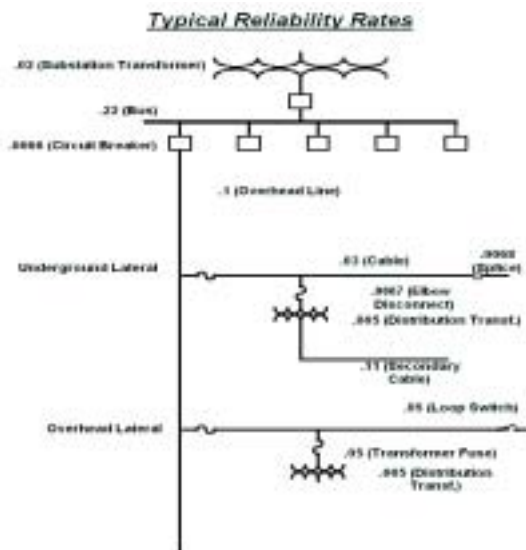 Typical Reliability Rates
.02 (Substation Transformer)
.22 (Bus)
.0066 (Circuit Breaker)
.1 (Overhead Line)
Underground Lateral
.03 (Cable)
(Splice)
.0067 (Elbow
Disconnect)
.005 (Distribution Transf.)
.11 (Secondary
Cable)
.05 (Loop Switch)
Overhead Lateral
.05 (Transformer Fuse)
.005 (Distribution
Transf.)